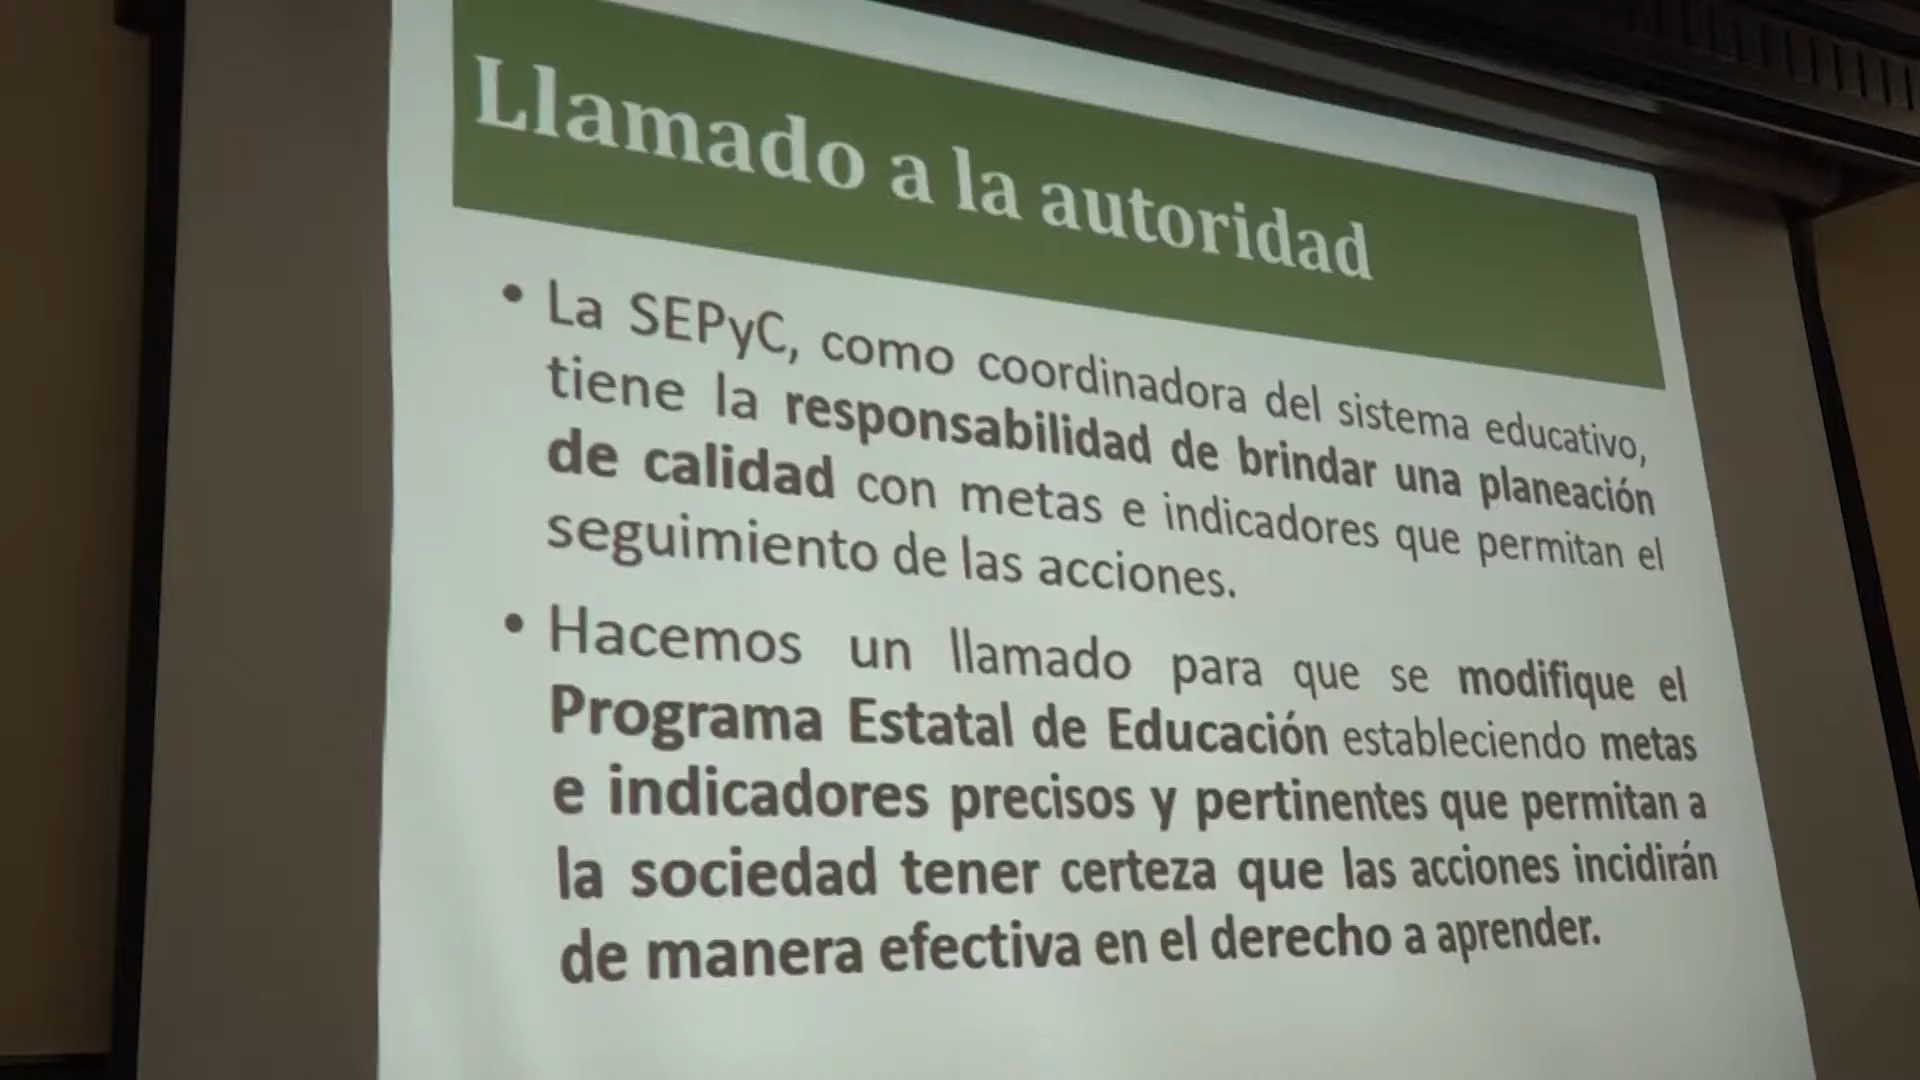 Llamado a la autoridad
• La SEPyC, como coordinadora del sistema educativo,
tiene la responsabilidad de brindar una planeación
de calidad con metas e indicadores que permitan el
seguimiento de las acciones.
• Hacemos un llamado para que se modifique el
Programa Estatal de Educación estableciendo metas
e indicadores precisos y pertinentes que permitan a
la sociedad tener certeza que las acciones incidirán
de manera efectiva en el derecho a aprender.